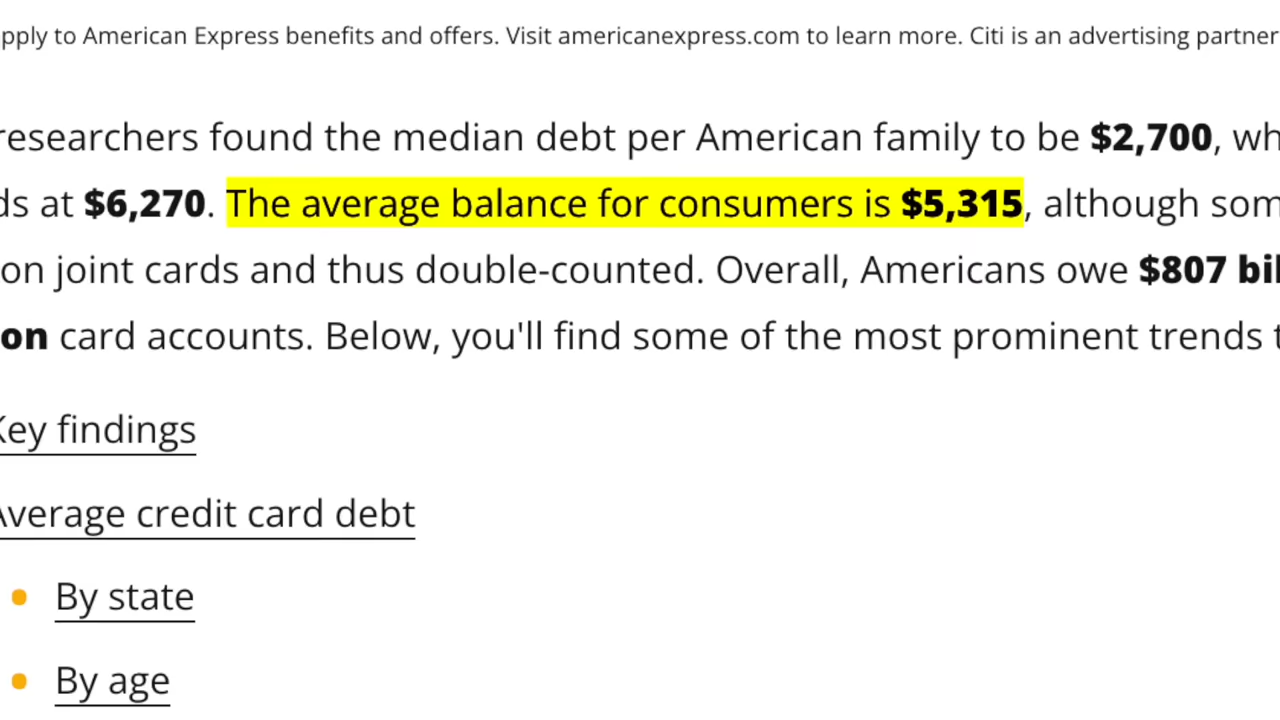 pply to American Express benefits and offers. Visit americanexpress.com to learn more. Citi is an advertising partner
researchers found the median debt per American family to be $2,700, wh
ds at $6,270. The average balance for consumers is $5,315, although som
on joint cards and thus double-counted. Overall, Americans owe $807 bil
on card accounts. Below, you'll find some of the most prominent trends t
Key findings
Average credit card debt
By state
By age